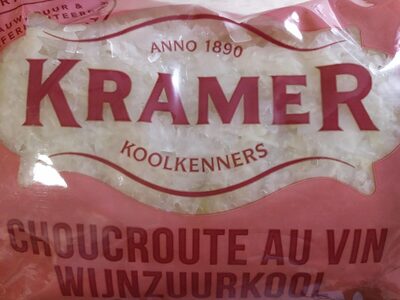 ANNO 1890
KRAMER
KOOLKENNERS
CHOUCROUTE AU VIN
WIJNZUURKOOL